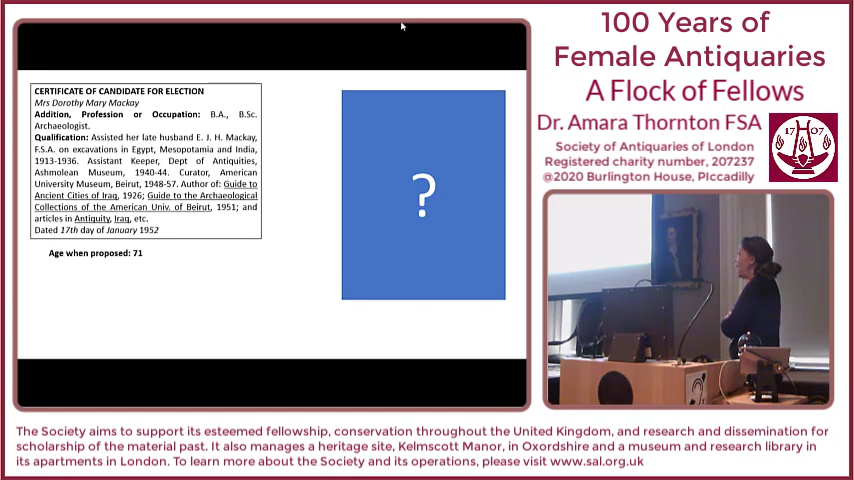 100 Years of
Female Antiquaries
A Flock of Fellows
Dr. Amara Thornton FSA
Society of Antiquaries of London
Registered charity number, 207237
@2020 Burlington House, PIccadilly
17 07
CERTIFICATE OF CANDIDATE FOR ELECTION
Mrs Dorothy Mary Mackay
Addition, Profession or Occupation: B.A., B.Sc.
Archaeologist.
Qualification: Assisted her late husband E. J. H. Mackay,
F.S.A. on excavations in Egypt, Mesopotamia and India,
1913-1936. Assistant Keeper, Dept of Antiquities,
Ashmolean Museum, 1940-44. Curator, American
University Museum, Beirut, 1948-57. Author of: Guide to
Ancient Cities of Iraq, 1926; Guide to the Archaeological
Collections of the American Univ. of Beirut, 1951; and
articles in Antiquity, Iraq, etc.
Dated 17th day of January 1952
Age when proposed: 71
?
The Society aims to support its esteemed fellowship, conservation throughout the United Kingdom, and research and dissemination for
scholarship of the material past. It also manages a heritage site, Kelmscott Manor, in Oxordshire and a museum and research library in
its apartments in London. To learn more about the Society and its operations, please visit www.sal.org.uk